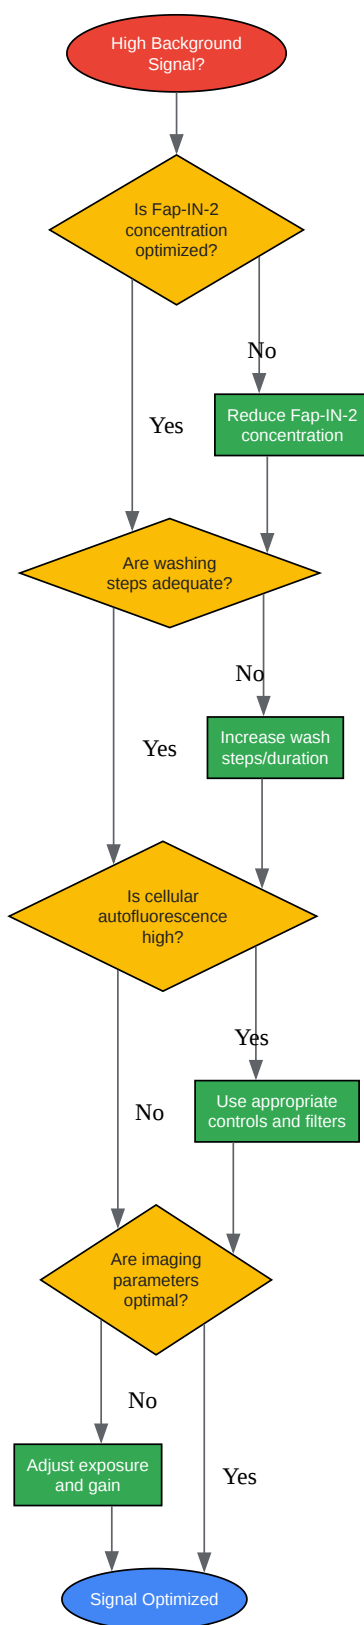 High Background
Signal?
Is Fap-IN-2
concentration
optimized?
No
Yes
Reduce Fap-IN-2
concentration
Are washing
steps adequate?
No
Yes
Increase wash
steps/duration
Is cellular
autofluorescence
high?
Yes
No
Use appropriate
controls and filters
Are imaging
parameters
optimal?
No
Yes
Adjust exposure
and gain
Signal Optimized